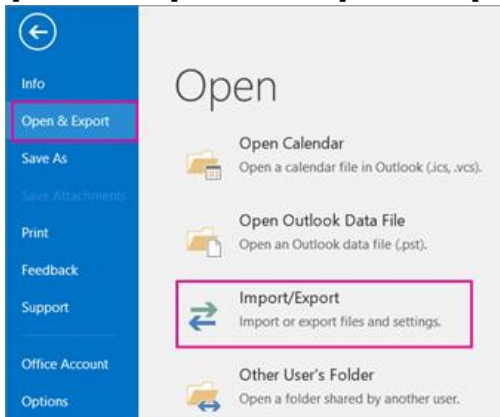 Info
Open & Export
Save As
Save Attachments
Print
Feedback
Support
Office Account
Options
Open
Open Calendar
Open a calendar file in Outlook (.ics, .vcs).
Open Outlook Data File
Open an Outlook data file (.pst).
Import/Export
Import or export files and settings.
Other User's Folder
Open a folder shared by another user.